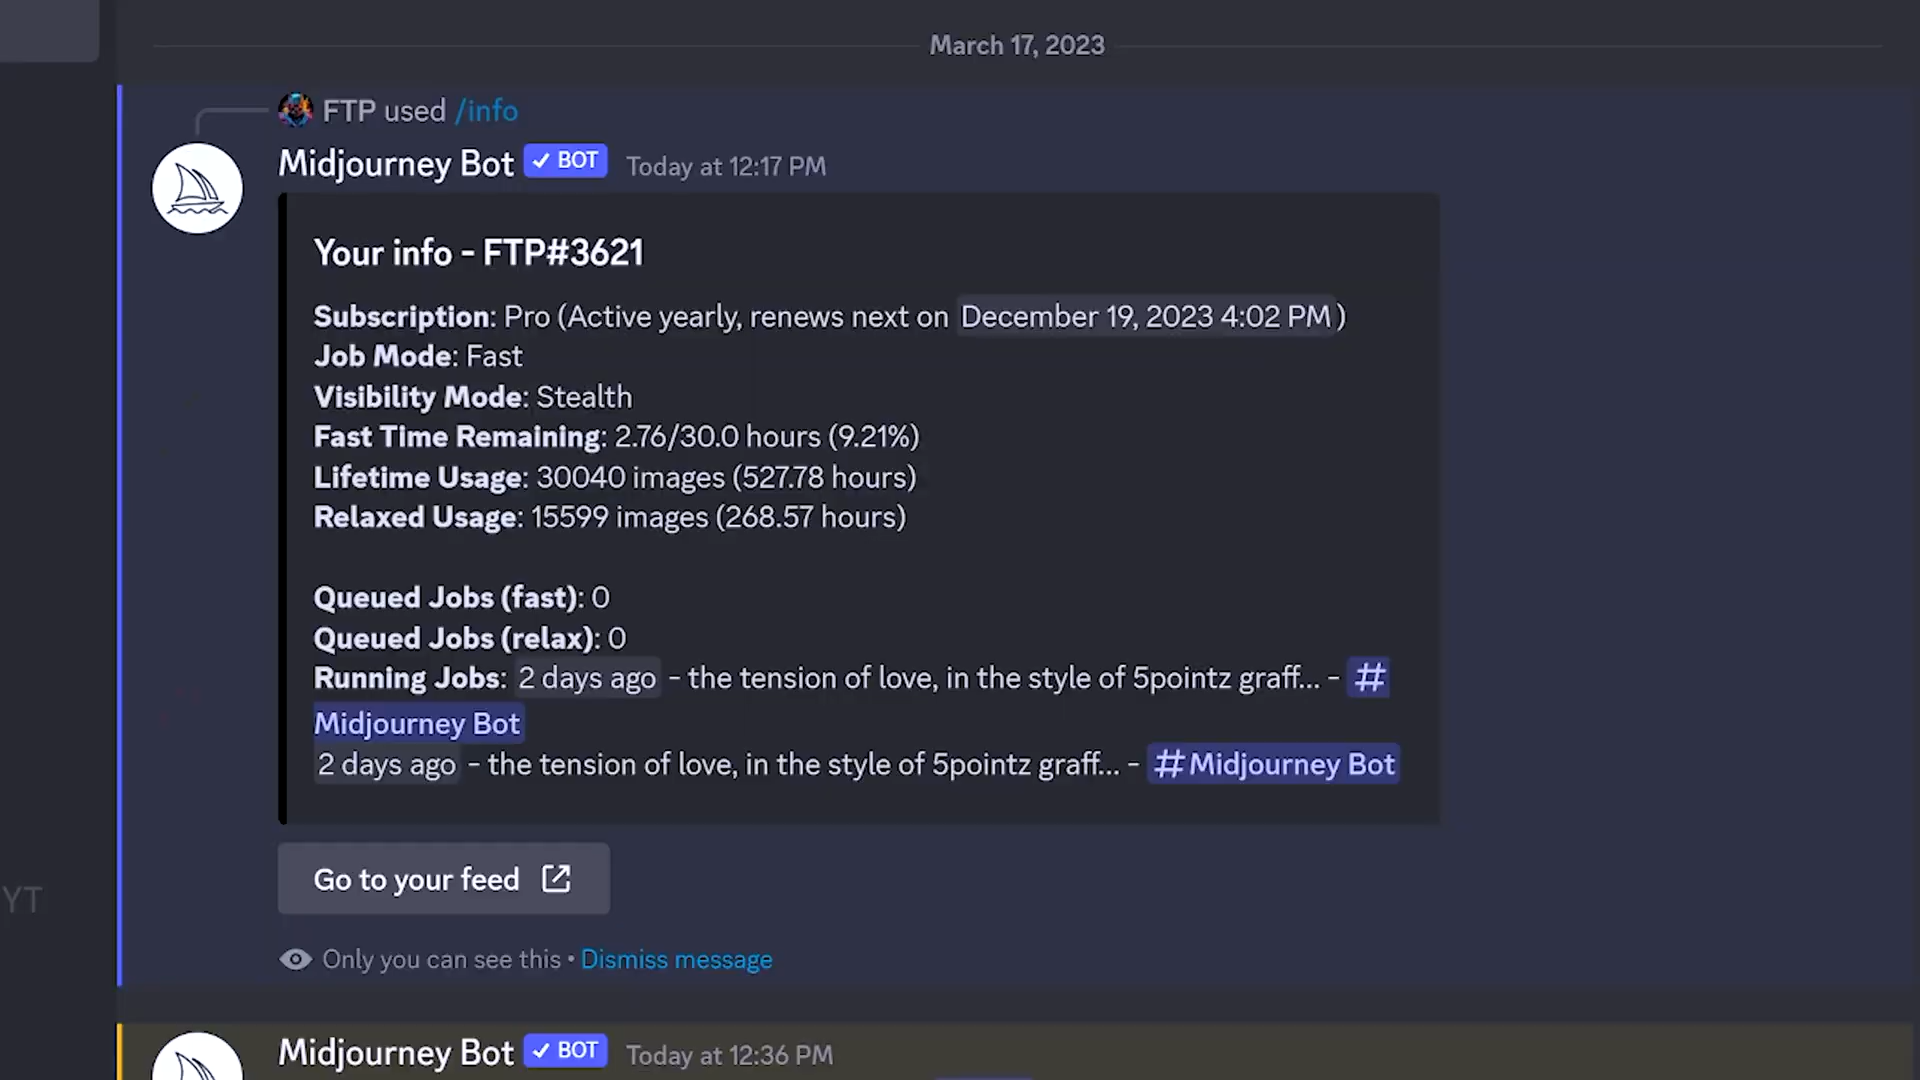 March 17, 2023
FTP used /info
Midjourney Bot ✓ BOT Today at 12:17 PM
Your info - FTP#3621
Subscription: Pro (Active yearly, renews next on December 19, 2023 4:02 PM)
Job Mode: Fast
Visibility Mode: Stealth
Fast Time Remaining: 2.76/30.0 hours (9.21%)
Lifetime Usage: 30040 images (527.78 hours)
Relaxed Usage: 15599 images (268.57 hours)
Queued Jobs (fast): 0
Queued Jobs (relax): 0
Running Jobs: 2 days ago - the tension of love, in the style of 5pointz graff... - #
Midjourney Bot
2 days ago - the tension of love, in the style of 5pointz graff... - #Midjourney Bot
Go to your feed
YT
Only you can see this • Dismiss message
Midjourney Bot ✓ BOT Today at 12:36 PM